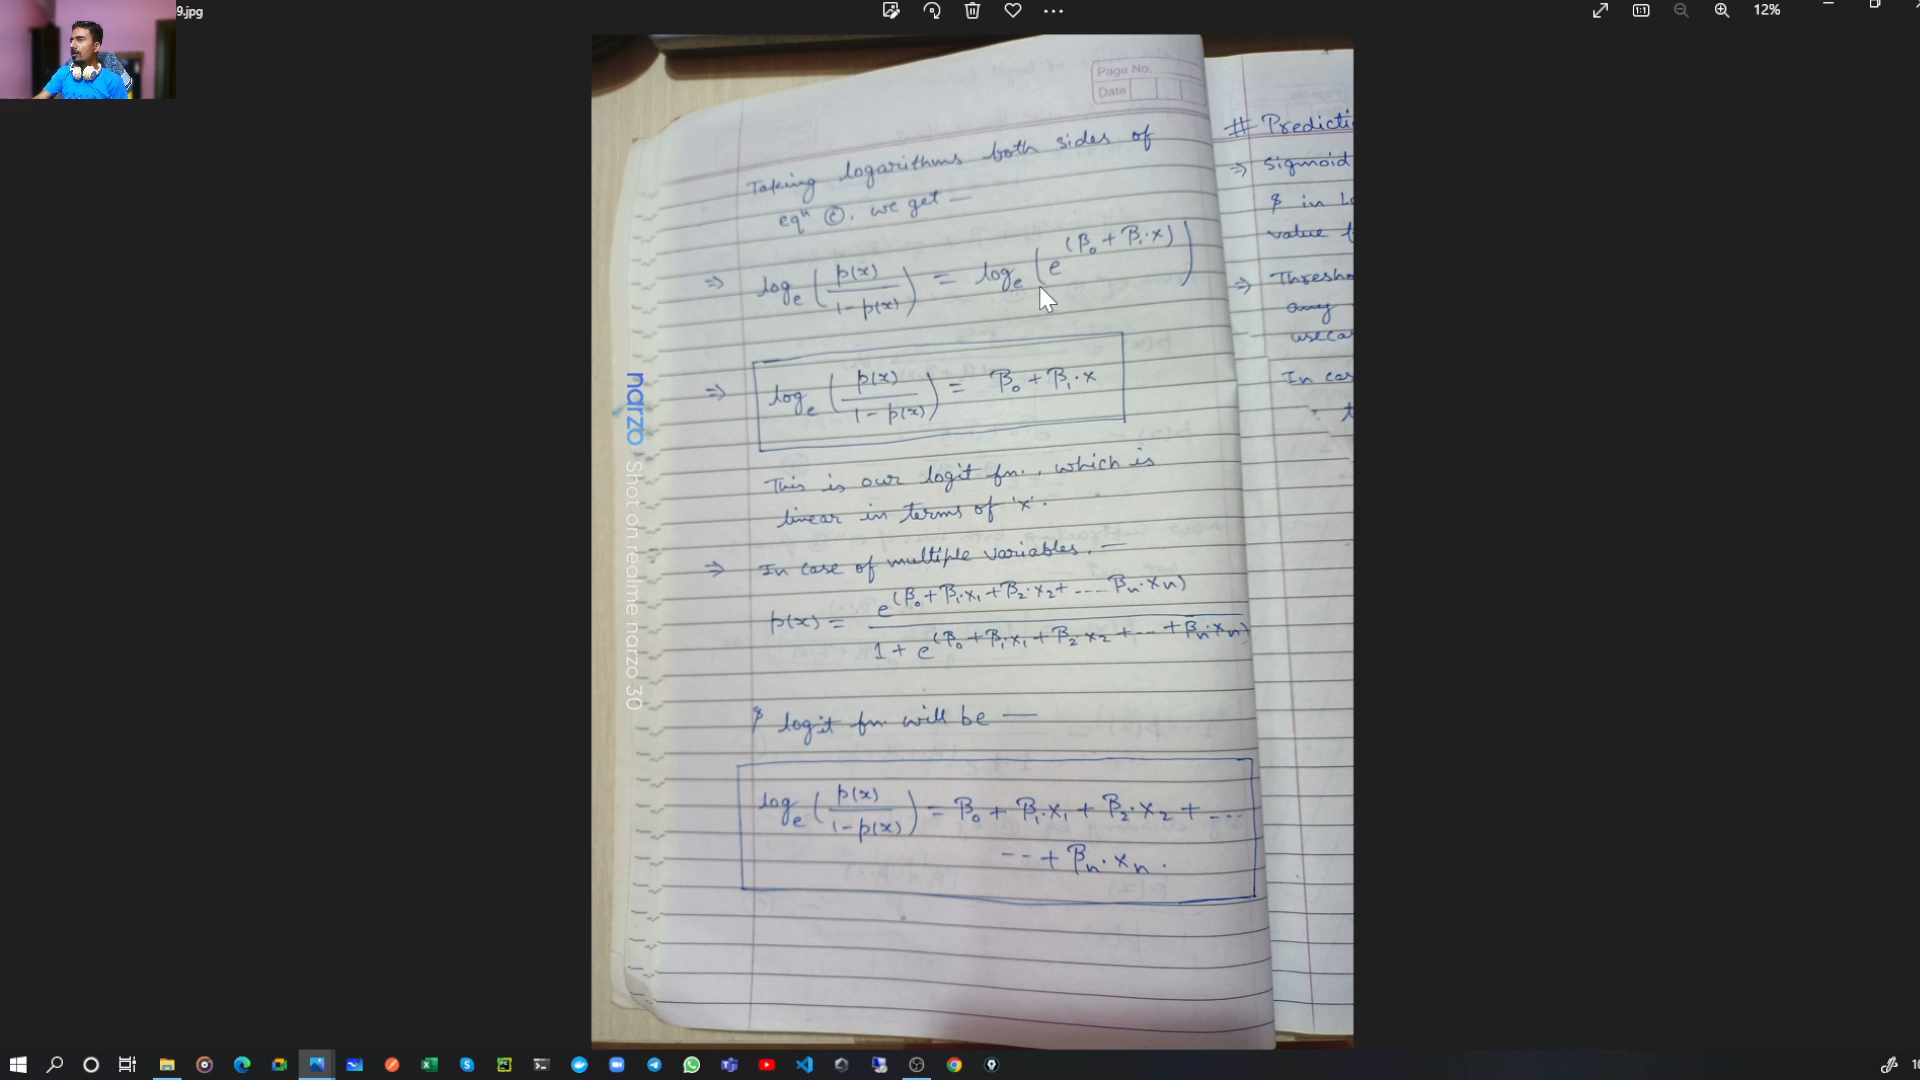 9.jpg
12%
Page No.
Date
Taking logarithms both sides of
eqⁿ ©, we get —
⇒ logₑ (p(x) / 1-p(x)) = logₑ (e^(β₀ + β₁·x))
⇒ logₑ (p(x) / 1-p(x)) = β₀ + β₁·x
This is our logit fn., which is
linear in terms of 'x'.
⇒ In case of multiple variables, —
p(x) = e^(β₀+β₁·x₁+β₂·x₂+ .... βₙ·xₙ) / 1 + e^(β₀+β₁·x₁+β₂·x₂+...+βₙ·xₙ)
& logit fn. will be —
logₑ (p(x) / 1-p(x)) = β₀ + β₁·x₁ + β₂·x₂ + ...
-- + βₙ·xₙ.
# Predicti
⇒ Sigmoid
& in L
value f
⇒ Thresho
any
useca
In cas
narzo Shot on realme narzo 30